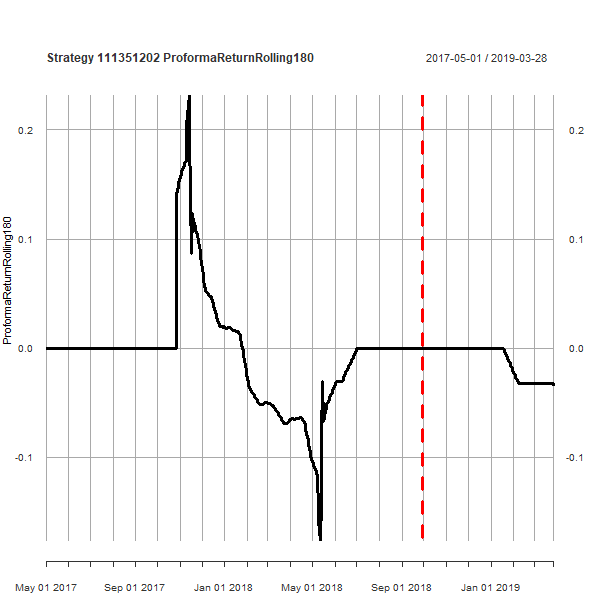 Strategy 111351202 ProformaReturnRolling180
2017-05-01 / 2019-03-28
0.2
0.2
0.1
0.1
0.0
0.0
-0.1
-0.1
ProformaReturnRolling180
May 01 2017
Sep 01 2017
Jan 01 2018
May 01 2018
Sep 01 2018
Jan 01 2019